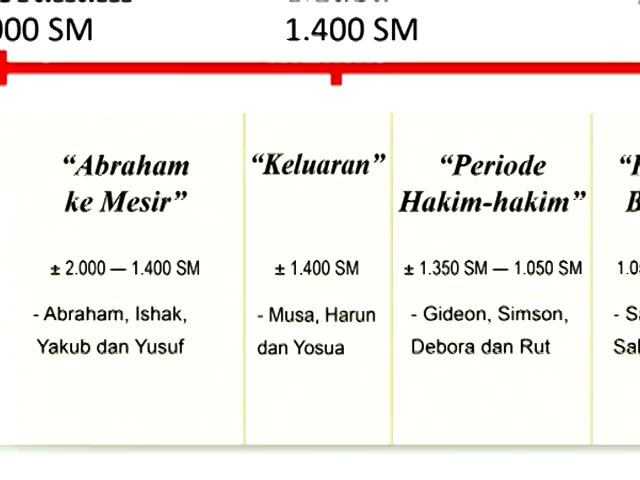 000 SM
1.400 SM
“Abraham
ke Mesir”
± 2.000 — 1.400 SM
- Abraham, Ishak,
Yakub dan Yusuf
“Keluaran”
± 1.400 SM
- Musa, Harun
dan Yosua
“Periode
Hakim-hakim”
± 1.350 SM — 1.050 SM
- Gideon, Simson,
Debora dan Rut